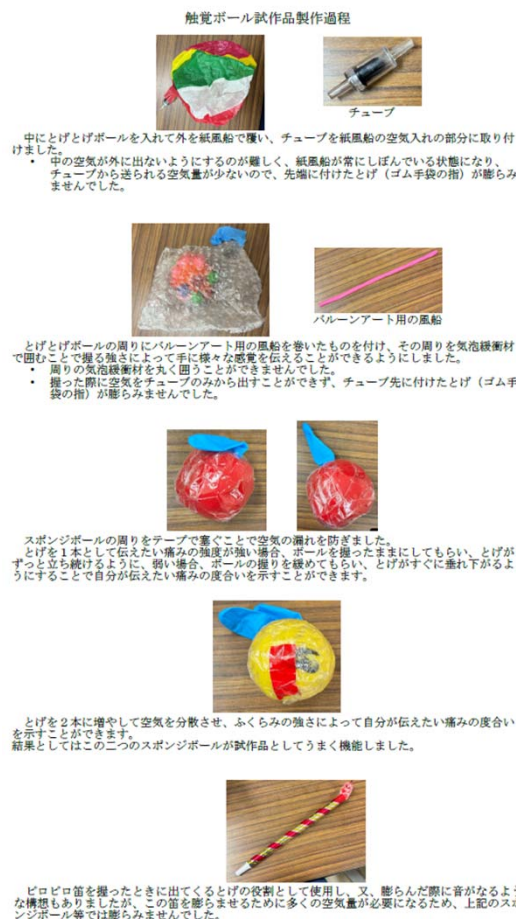 触覚ボール試作品製作過程
チューブ
中にとげとげボールを入れて外を紙風船で覆い、チューブを紙風船の空気入れの部分に取り付
けました。
・ 中の空気が外に出ないようにするのが難しく、紙風船が常にしぼんでいる状態になり、
チューブから送られる空気量が少ないので、先端に付けたとげ（ゴム手袋の指）が膨らみ
ませんでした。
バルーンアート用の風船
とげとげボールの周りにバルーンアート用の風船を巻いたものを付け、その周りを気泡緩衝材
で囲むことで握る強さによって手に様々な感覚を伝えることができるようにしました。
・ 周りの気泡緩衝材を丸く囲うことができませんでした。
・ 握った際に空気をチューブのみから出すことができず、チューブ先に付けたとげ（ゴム手
袋の指）が膨らみませんでした。
スポンジボールの周りをテープで塞ぐことで空気の漏れを防ぎました。
とげを１本として伝えたい痛みの強度が強い場合、ボールを握ったままにしてもらい、とげが
ずっと立ち続けるように、弱い場合、ボールの握りを緩めてもらい、とげがすぐに垂れ下がるよ
うにすることで自分が伝えたい痛みの度合いを示すことができます。
とげを２本に増やして空気を分散させ、ふくらみの強さによって自分が伝えたい痛みの度合い
を示すことができます。
結果としてはこの二つのスポンジボールが試作品としてうまく機能しました。
ピロピロ笛を握ったときに出てくるとげの役割として使用し、又、膨らんだ際に音がなるよう
な構想もありましたが、この笛を膨らませるために多くの空気量が必要になるため、上記のスポ
ンジボール等では膨らみませんでした。